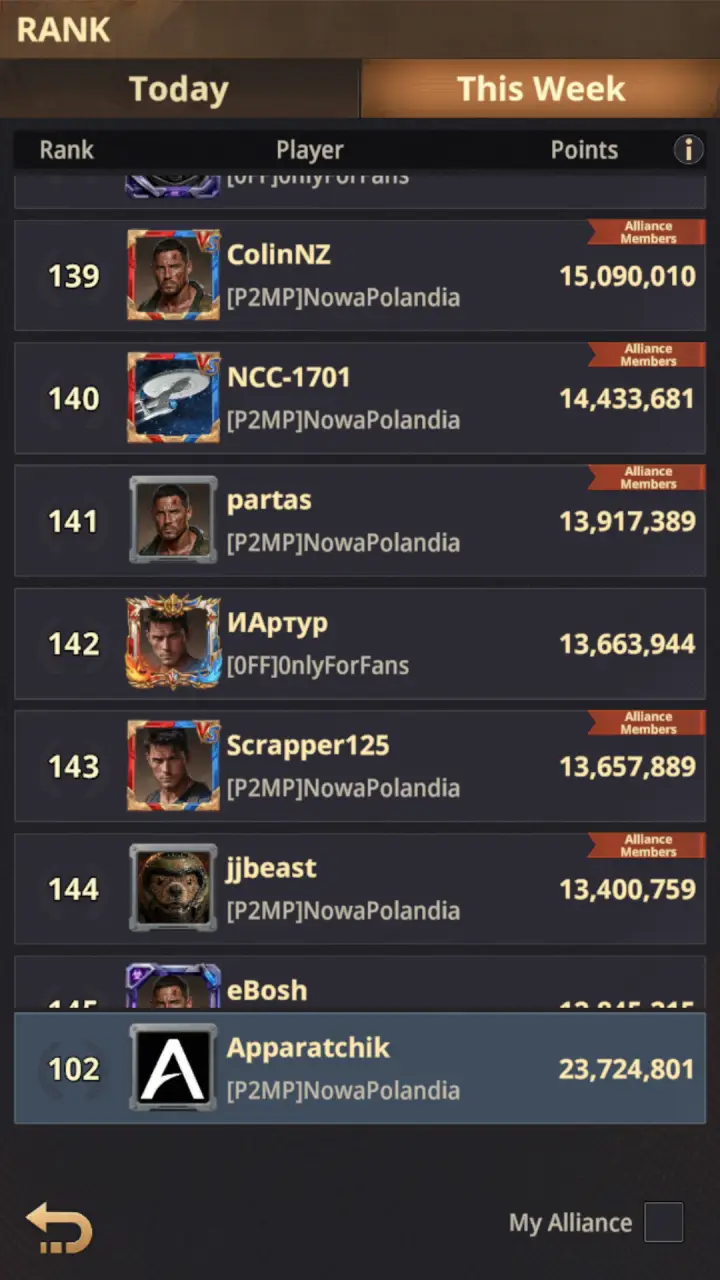 RANK
Today
This Week
Rank
Player
Points
[0FF]0nlyForFans
Alliance
Members
139
ColinNZ
15,090,010
[P2MP]NowaPolandia
Alliance
Members
140
NCC-1701
14,433,681
[P2MP]NowaPolandia
Alliance
Members
141
partas
13,917,389
[P2MP]NowaPolandia
142
ИАртур
13,663,944
[0FF]0nlyForFans
Alliance
Members
143
Scrapper125
13,657,889
[P2MP]NowaPolandia
Alliance
Members
144
jjbeast
13,400,759
[P2MP]NowaPolandia
145
eBosh
102
Apparatchik
23,724,801
[P2MP]NowaPolandia
My Alliance